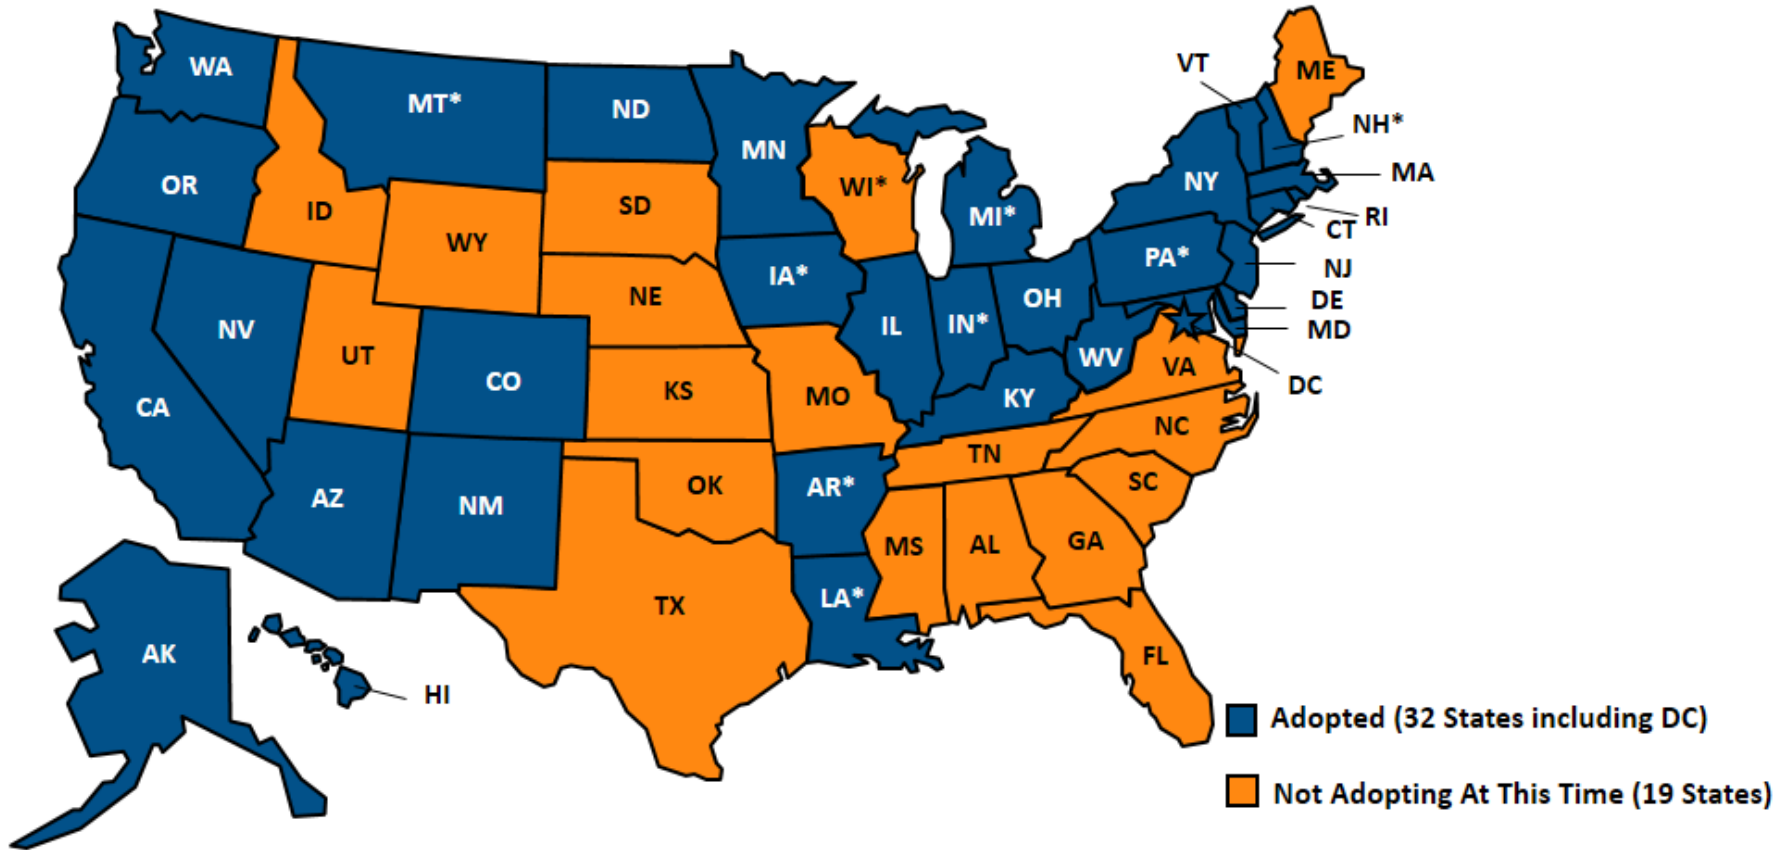 WA
MT*
ND
MN
OR
ID
WY
SD
WI*
MI*
NY
VT
ME
NH*
MA
RI
CT
NJ
DE
MD
DC
NV
UT
CO
NE
IA*
IL
IN*
OH
PA*
WV
VA
CA
KS
MO
KY
NC
TN
SC
AZ
NM
OK
AR*
MS
AL
GA
TX
LA*
FL
AK
HI
Adopted (32 States including DC)
Not Adopting At This Time (19 States)